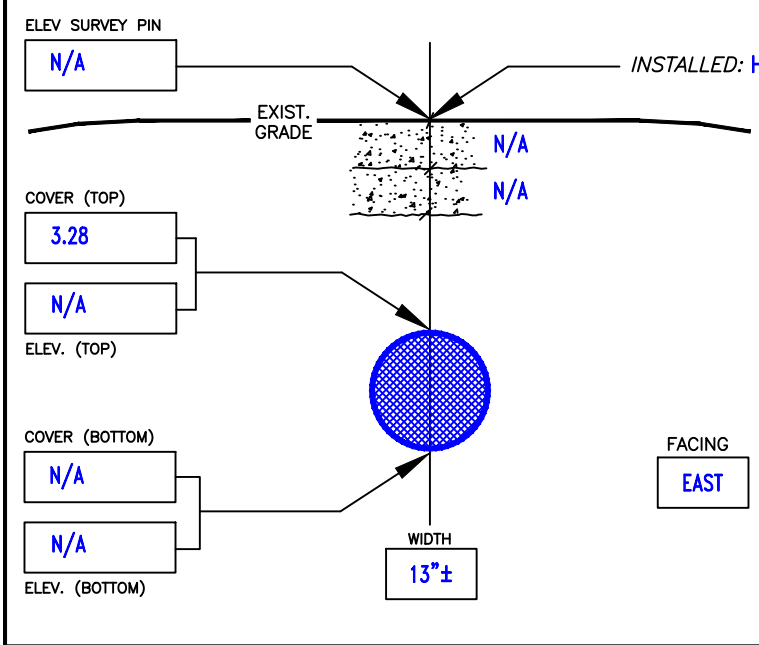 ELEV SURVEY PIN
N/A
INSTALLED:
EXIST.
GRADE
N/A
N/A
COVER (TOP)
3.28
N/A
ELEV. (TOP)
COVER (BOTTOM)
N/A
N/A
ELEV. (BOTTOM)
FACING
EAST
WIDTH
13"±